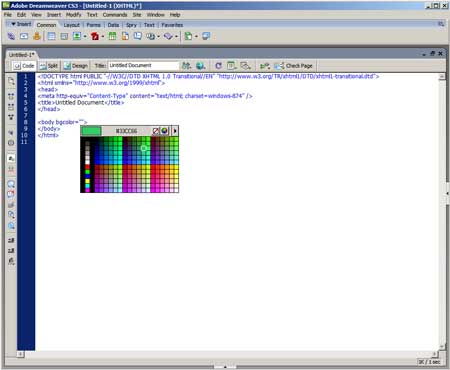 Adobe Dreamweaver CS3 - [Untitled-1 (XHTML)*]
File Edit View Insert Modify Text Commands Site Window Help
Insert Common Layout Forms Data Spry Text Favorites
Untitled-1*
Code Split Design Title: Untitled Document Check Page
1 <!DOCTYPE html PUBLIC "-//W3C//DTD XHTML 1.0 Transitional//EN" "http://www.w3.org/TR/xhtml1/DTD/xhtml1-transitional.dtd">
2 <html xmlns="http://www.w3.org/1999/xhtml">
3 <head>
4 <meta http-equiv="Content-Type" content="text/html; charset=windows-874" />
5 <title>Untitled Document</title>
6 </head>
7
8 <body bgcolor="">
9 </body>
10 </html>
11
#33CC66
1K / 1 sec